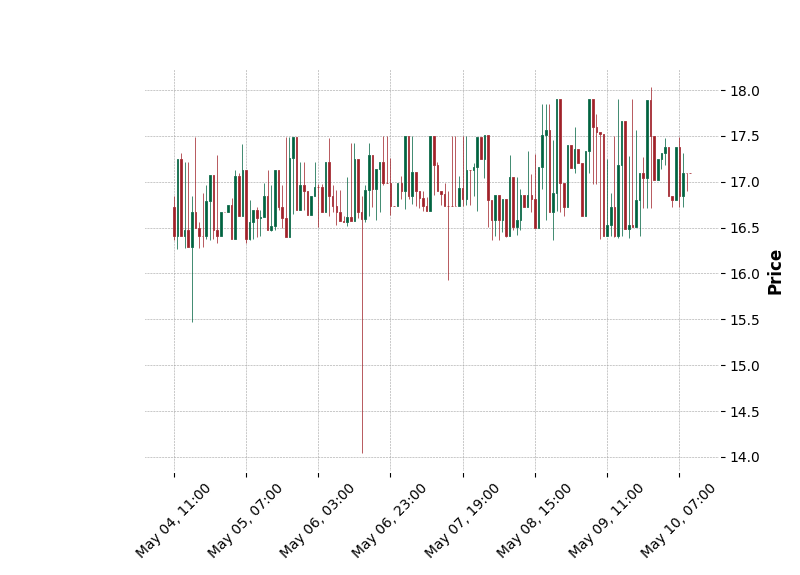 18.0
17.5
17.0
16.5
16.0
15.5
15.0
14.5
14.0
Price
May 04, 11:00
May 05, 07:00
May 06, 03:00
May 06, 23:00
May 07, 19:00
May 08, 15:00
May 09, 11:00
May 10, 07:00